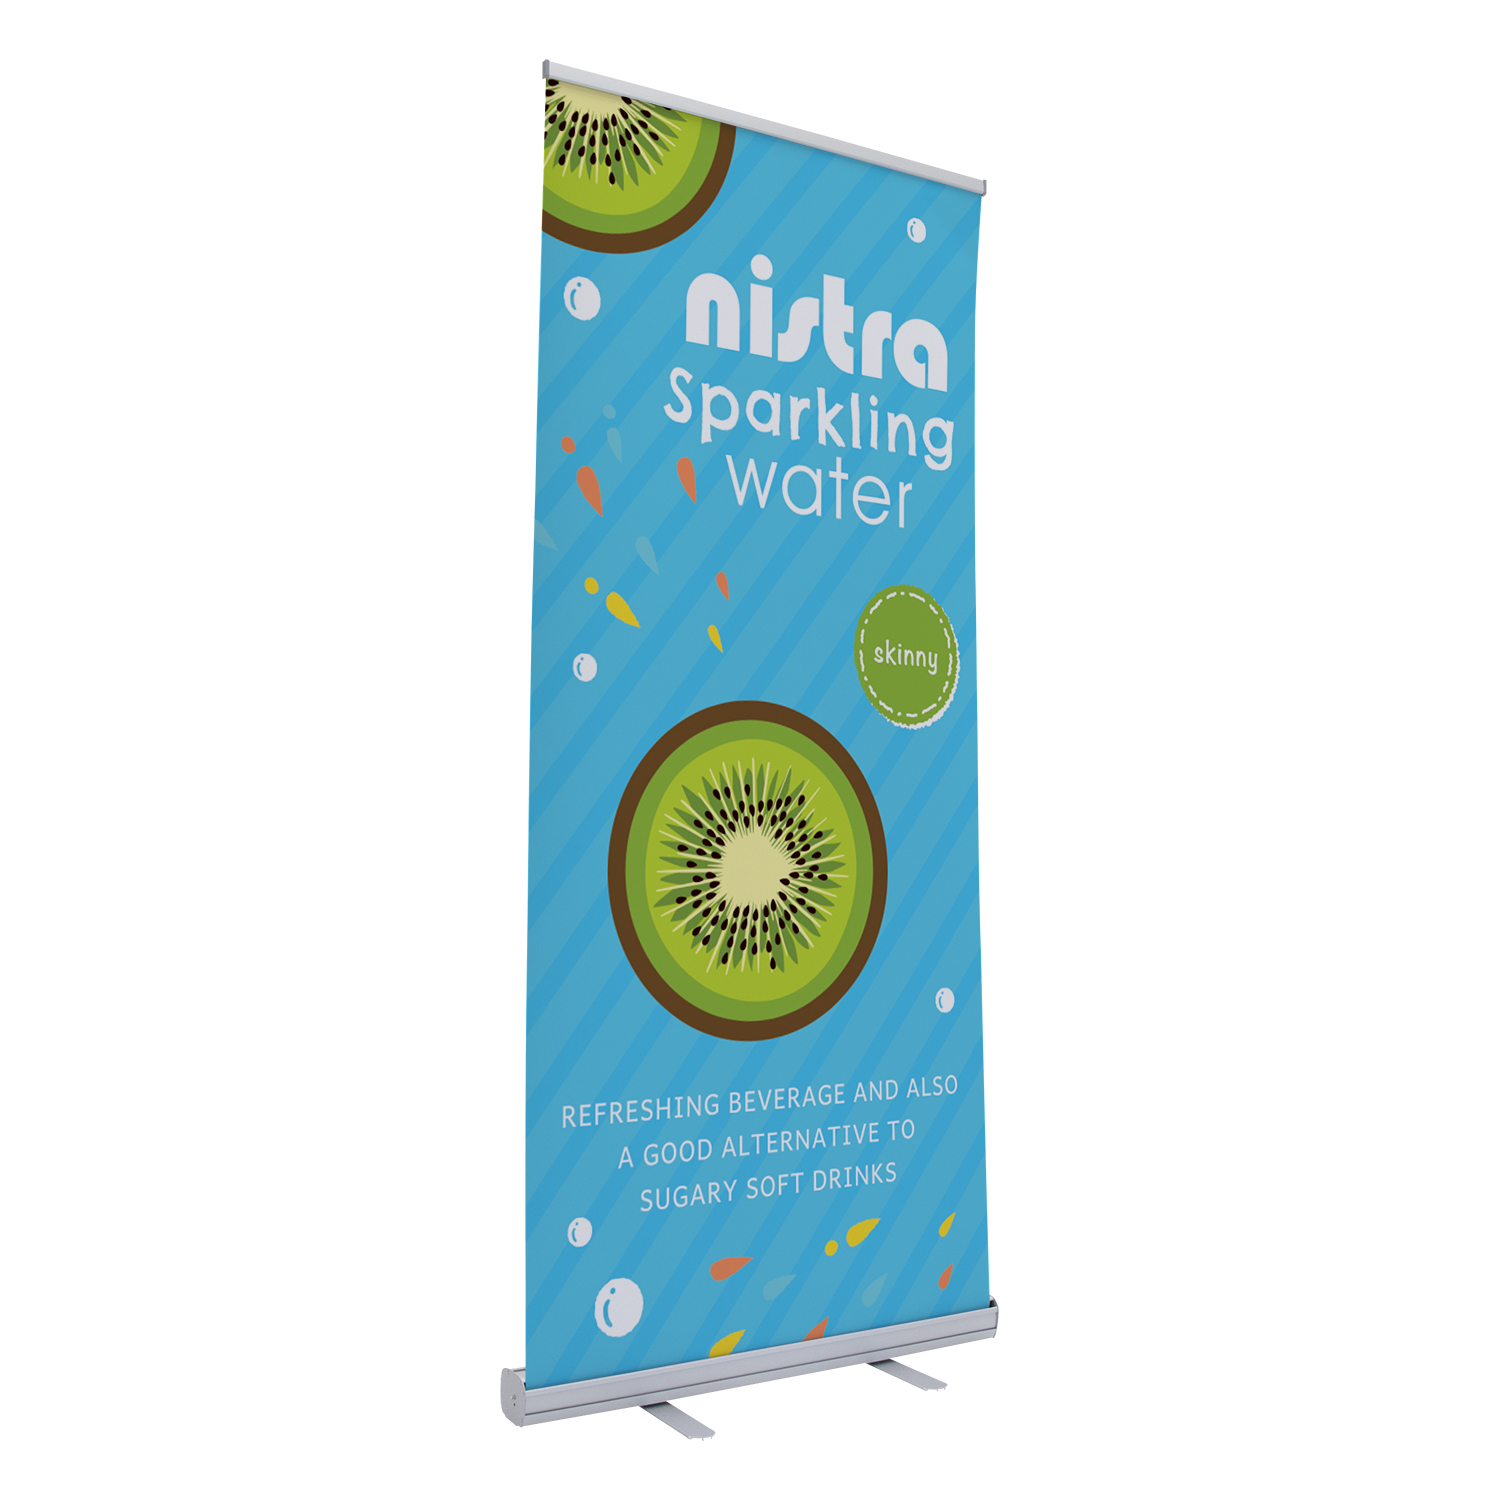 nistra
Sparkling
water
skinny
REFRESHING BEVERAGE AND ALSO
A GOOD ALTERNATIVE TO
SUGARY SOFT DRINKS